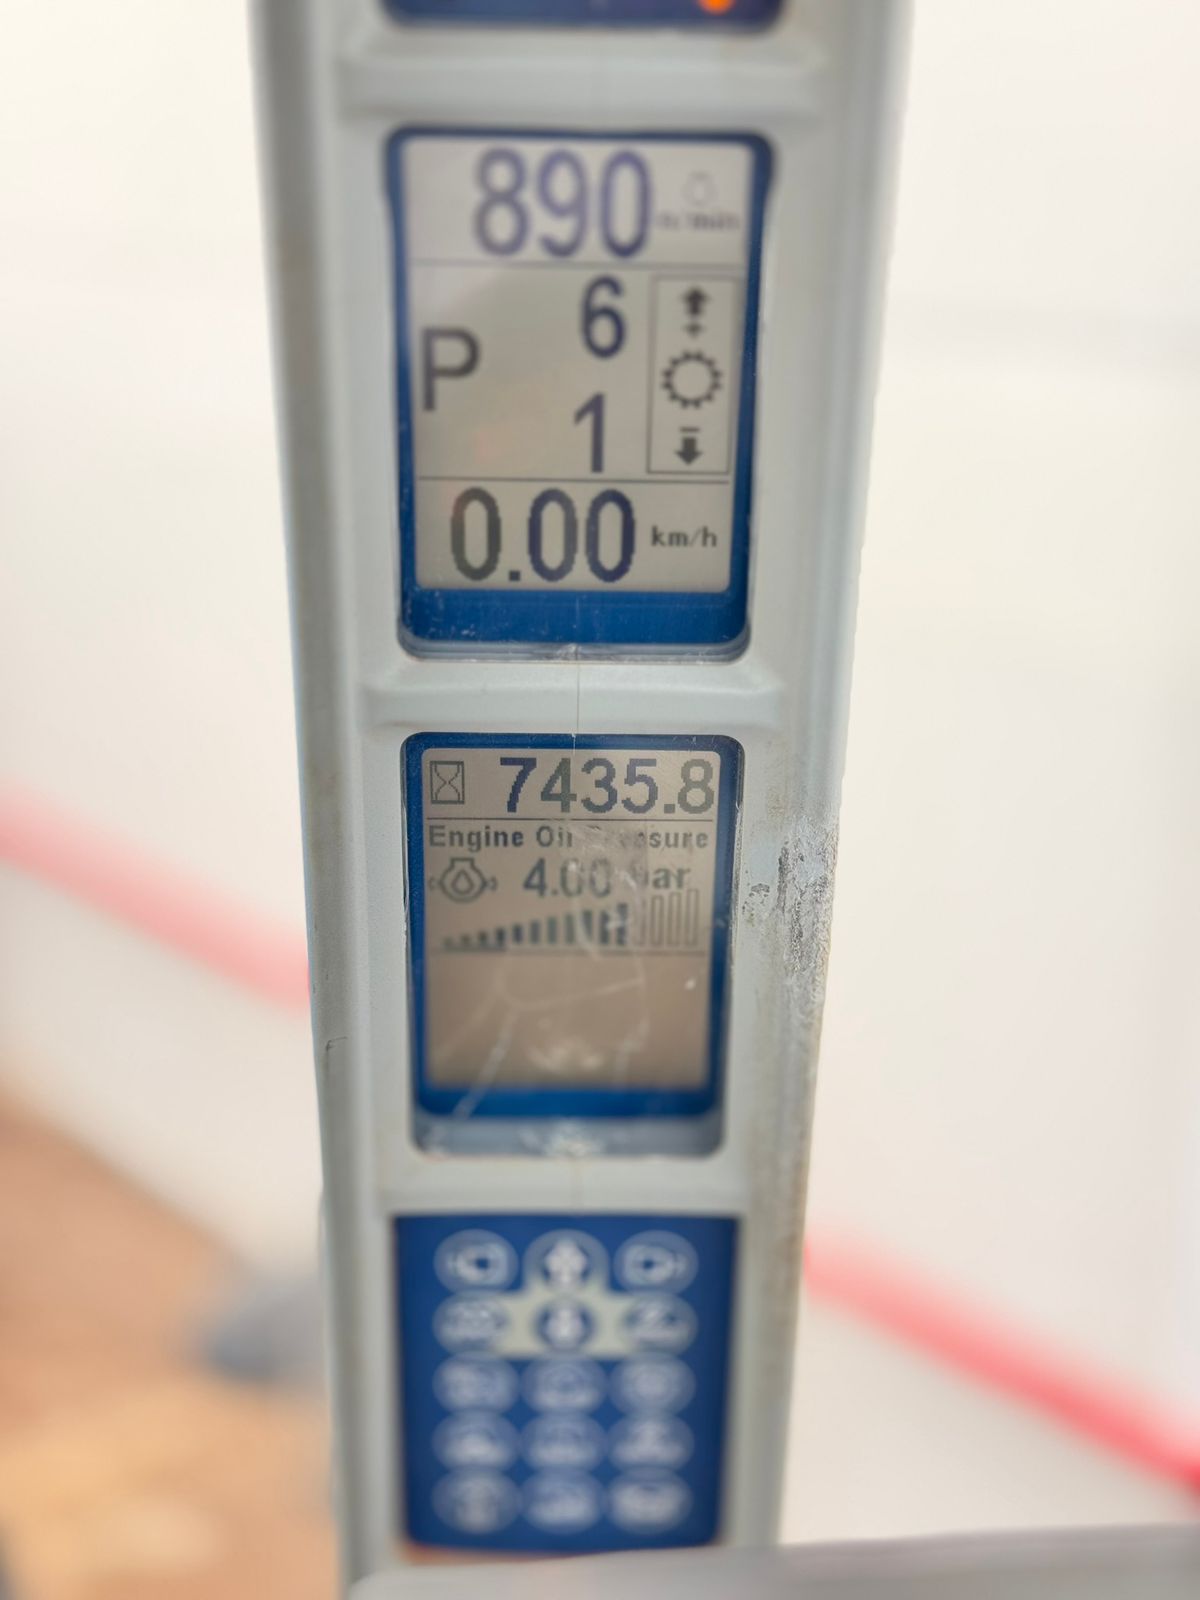 890
6
P
1
0.00 km/h
7435.8
Engine Oil Pressure
4.00 bar